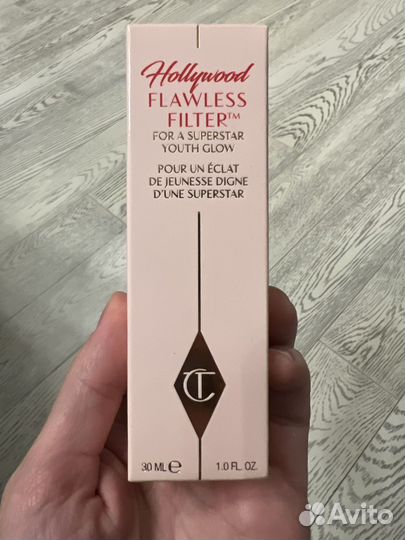 Hollywood
FLAWLESS
FILTER™
FOR A SUPERSTAR
YOUTH GLOW
POUR UN ÉCLAT
DE JEUNESSE DIGNE
D'UNE SUPERSTAR
CT
30 ML ℮ 1.0 FL. OZ.
Avito